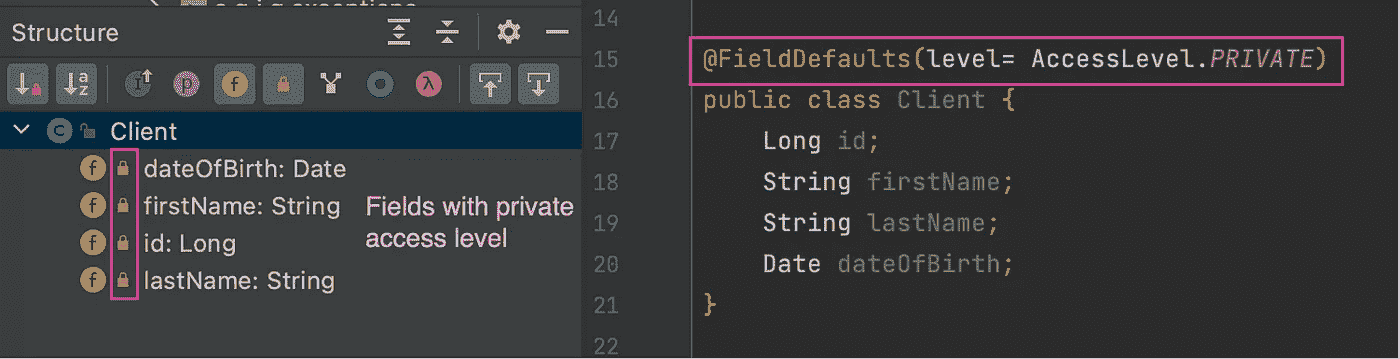 Structure
Client
dateOfBirth: Date
firstName: String
id: Long
lastName: String
Fields with private
access level
14
15 @FieldDefaults(level= AccessLevel.PRIVATE)
16 public class Client {
17 Long id;
18 String firstName;
19 String lastName;
20 Date dateOfBirth;
21 }
22